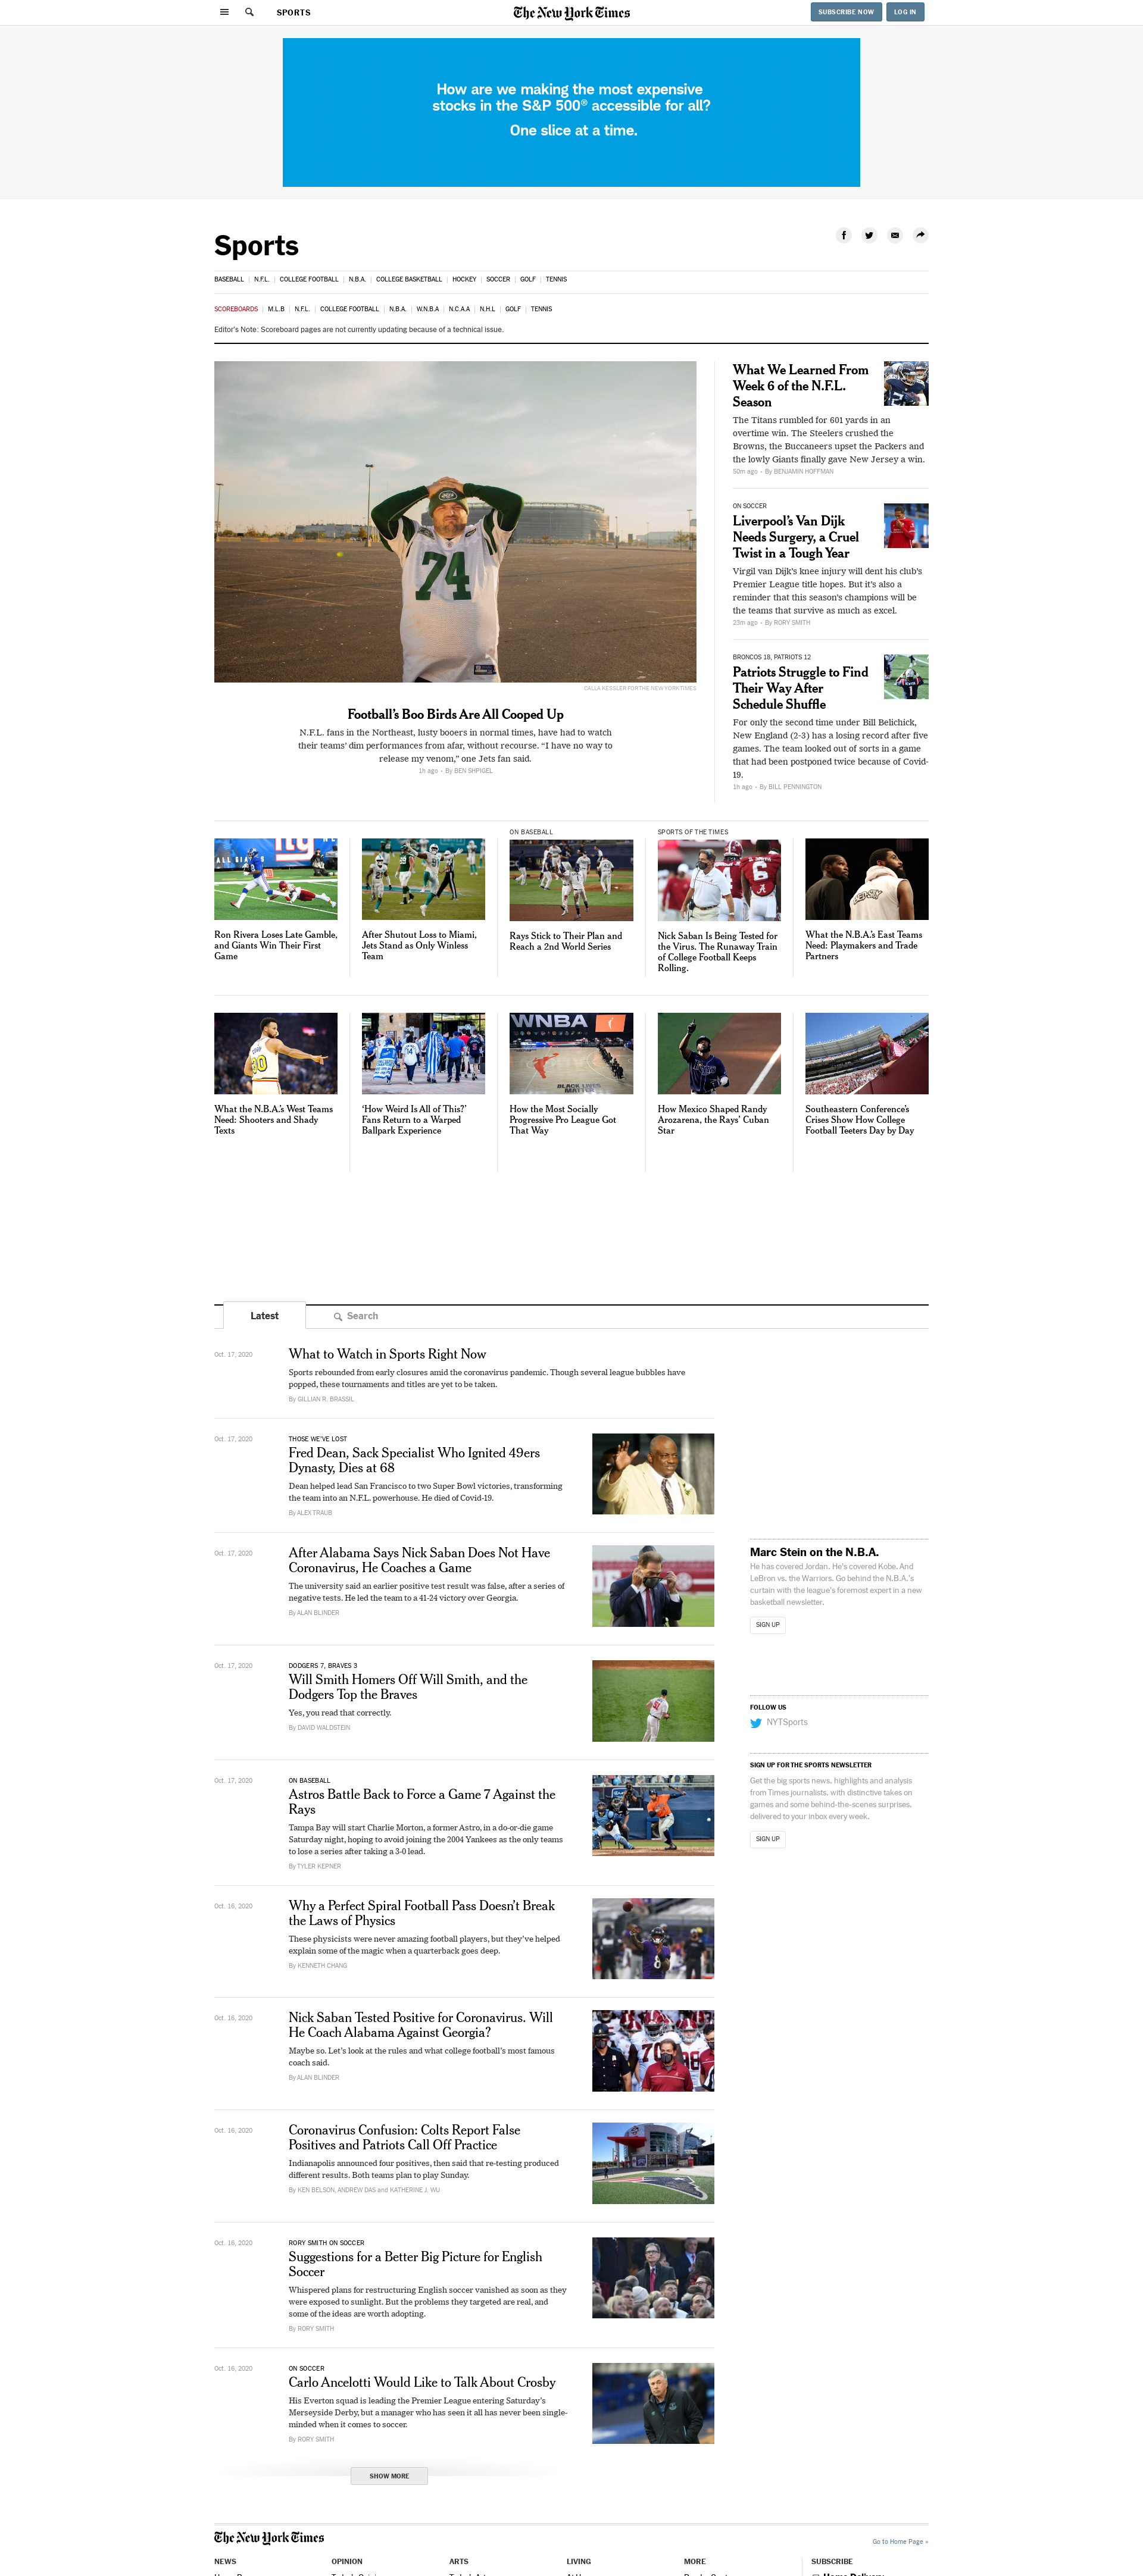 SPORTS
The New York Times
SUBSCRIBE NOW
LOG IN
How are we making the most expensive
stocks in the S&P 500® accessible for all?
One slice at a time.
Sports
BASEBALL | N.F.L. | COLLEGE FOOTBALL | N.B.A. | COLLEGE BASKETBALL | HOCKEY | SOCCER | GOLF | TENNIS
SCOREBOARDS | M.L.B | N.F.L. | COLLEGE FOOTBALL | N.B.A. | W.N.B.A | N.C.A.A | N.H.L | GOLF | TENNIS
Editor's Note: Scoreboard pages are not currently updating because of a technical issue.
74
CALLA KESSLER FOR THE NEW YORK TIMES
Football's Boo Birds Are All Cooped Up
N.F.L. fans in the Northeast, lusty booers in normal times, have had to watch
their teams' dim performances from afar, without recourse. “I have no way to
release my venom,” one Jets fan said.
1h ago - By BEN SHPIGEL
What We Learned From
Week 6 of the N.F.L.
Season
The Titans rumbled for 601 yards in an
overtime win. The Steelers crushed the
Browns, the Buccaneers upset the Packers and
the lowly Giants finally gave New Jersey a win.
50m ago - By BENJAMIN HOFFMAN
ON SOCCER
Liverpool's Van Dijk
Needs Surgery, a Cruel
Twist in a Tough Year
Virgil van Dijk's knee injury will dent his club's
Premier League title hopes. But it's also a
reminder that this season's champions will be
the teams that survive as much as excel.
23m ago - By RORY SMITH
BRONCOS 18, PATRIOTS 12
Patriots Struggle to Find
Their Way After
Schedule Shuffle
For only the second time under Bill Belichick,
New England (2-3) has a losing record after five
games. The team looked out of sorts in a game
that had been postponed twice because of Covid-
19.
1h ago - By BILL PENNINGTON
Ron Rivera Loses Late Gamble,
and Giants Win Their First
Game
After Shutout Loss to Miami,
Jets Stand as Only Winless
Team
ON BASEBALL
Rays Stick to Their Plan and
Reach a 2nd World Series
SPORTS OF THE TIMES
Nick Saban Is Being Tested for
the Virus. The Runaway Train
of College Football Keeps
Rolling.
What the N.B.A.'s East Teams
Need: Playmakers and Trade
Partners
What the N.B.A.'s West Teams
Need: Shooters and Shady
Texts
‘How Weird Is All of This?’
Fans Return to a Warped
Ballpark Experience
WNBA
BLACK LIVES
MATTER
How the Most Socially
Progressive Pro League Got
That Way
How Mexico Shaped Randy
Arozarena, the Rays' Cuban
Star
Southeastern Conference's
Crises Show How College
Football Teeters Day by Day
Latest
Search
Oct. 17, 2020
What to Watch in Sports Right Now
Sports rebounded from early closures amid the coronavirus pandemic. Though several league bubbles have
popped, these tournaments and titles are yet to be taken.
By GILLIAN R. BRASSIL
Oct. 17, 2020
THOSE WE'VE LOST
Fred Dean, Sack Specialist Who Ignited 49ers
Dynasty, Dies at 68
Dean helped lead San Francisco to two Super Bowl victories, transforming
the team into an N.F.L. powerhouse. He died of Covid-19.
By ALEX TRAUB
Oct. 17, 2020
After Alabama Says Nick Saban Does Not Have
Coronavirus, He Coaches a Game
The university said an earlier positive test result was false, after a series of
negative tests. He led the team to a 41-24 victory over Georgia.
By ALAN BLINDER
Oct. 17, 2020
DODGERS 7, BRAVES 3
Will Smith Homers Off Will Smith, and the
Dodgers Top the Braves
Yes, you read that correctly.
By DAVID WALDSTEIN
Oct. 17, 2020
ON BASEBALL
Astros Battle Back to Force a Game 7 Against the
Rays
Tampa Bay will start Charlie Morton, a former Astro, in a do-or-die game
Saturday night, hoping to avoid joining the 2004 Yankees as the only teams
to lose a series after taking a 3-0 lead.
By TYLER KEPNER
Oct. 16, 2020
Why a Perfect Spiral Football Pass Doesn't Break
the Laws of Physics
These physicists were never amazing football players, but they've helped
explain some of the magic when a quarterback goes deep.
By KENNETH CHANG
Oct. 16, 2020
Nick Saban Tested Positive for Coronavirus. Will
He Coach Alabama Against Georgia?
Maybe so. Let's look at the rules and what college football's most famous
coach said.
By ALAN BLINDER
Oct. 16, 2020
Coronavirus Confusion: Colts Report False
Positives and Patriots Call Off Practice
Indianapolis announced four positives, then said that re-testing produced
different results. Both teams plan to play Sunday.
By KEN BELSON, ANDREW DAS and KATHERINE J. WU
Oct. 16, 2020
RORY SMITH ON SOCCER
Suggestions for a Better Big Picture for English
Soccer
Whispered plans for restructuring English soccer vanished as soon as they
were exposed to sunlight. But the problems they targeted are real, and
some of the ideas are worth adopting.
By RORY SMITH
Oct. 16, 2020
ON SOCCER
Carlo Ancelotti Would Like to Talk About Crosby
His Everton squad is leading the Premier League entering Saturday's
Merseyside Derby, but a manager who has seen it all has never been single-
minded when it comes to soccer.
By RORY SMITH
SHOW MORE
Marc Stein on the N.B.A.
He has covered Jordan. He's covered Kobe. And
LeBron vs. the Warriors. Go behind the N.B.A.'s
curtain with the league's foremost expert in a new
basketball newsletter.
SIGN UP
FOLLOW US
NYTSports
SIGN UP FOR THE SPORTS NEWSLETTER
Get the big sports news, highlights and analysis
from Times journalists, with distinctive takes on
games and some behind-the-scenes surprises,
delivered to your inbox every week.
SIGN UP
The New York Times
Go to Home Page »
NEWS
OPINION
ARTS
LIVING
MORE
SUBSCRIBE